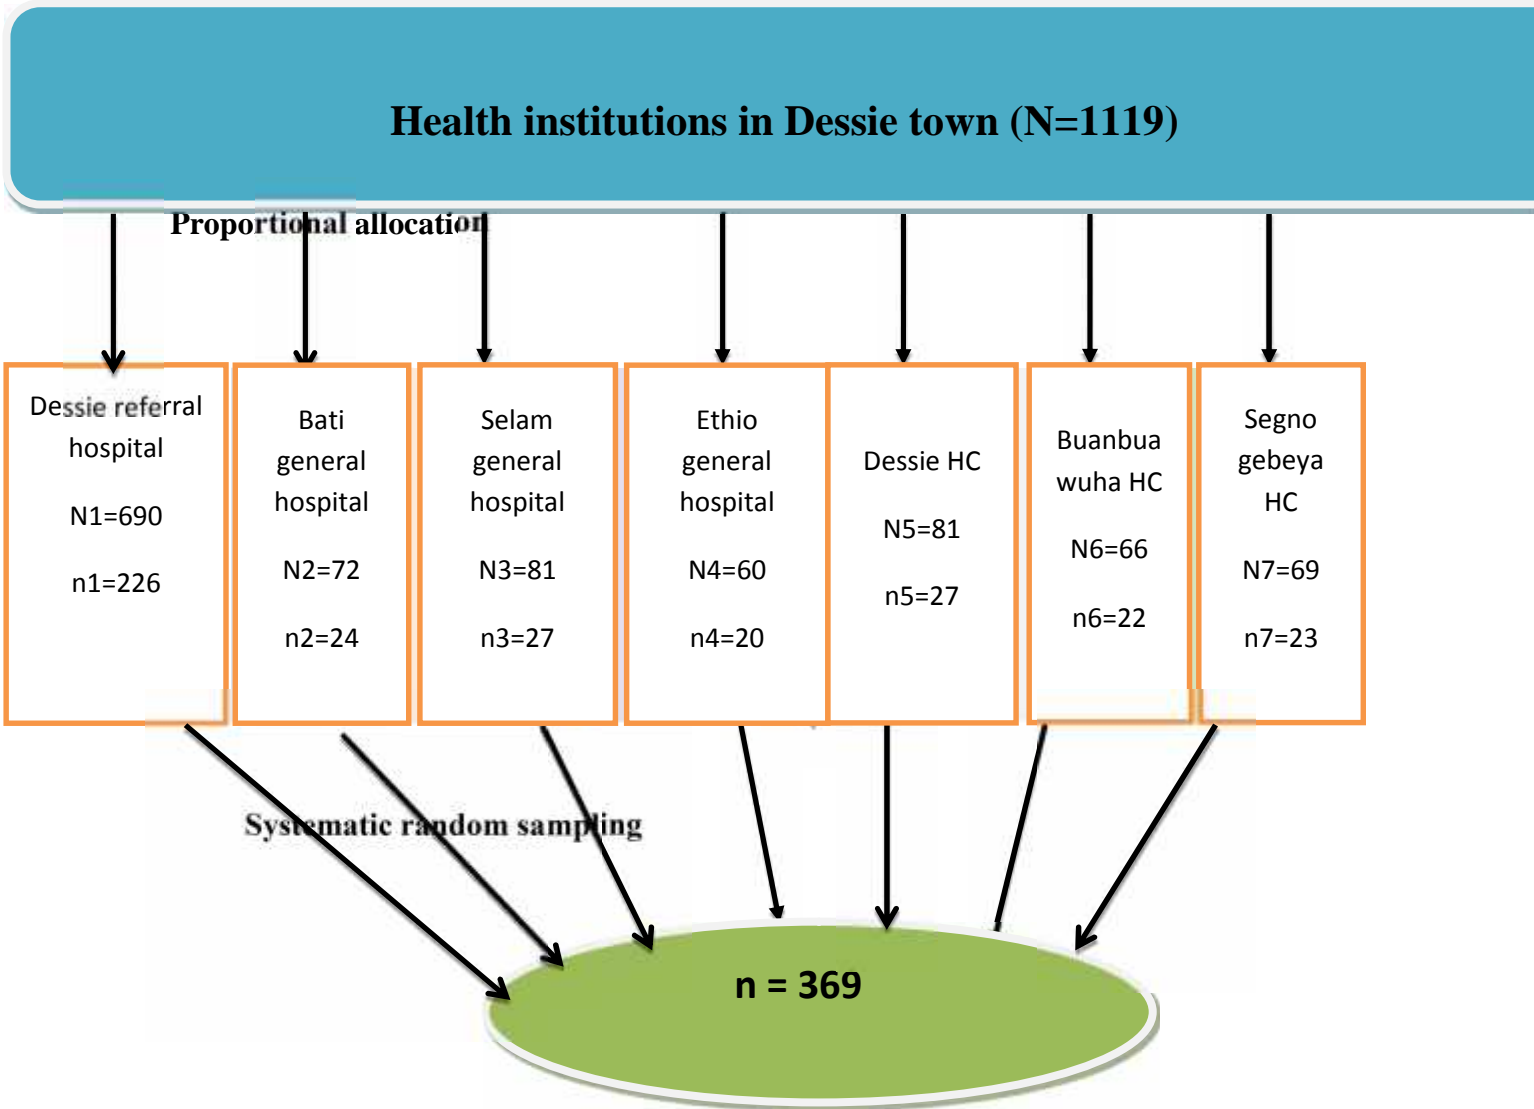 Health institutions in Dessie town (N=1119)
Proportional allocation
Dessie referral
hospital
N1=690
n1=226
Bati
general
hospital
N2=72
n2=24
Selam
general
hospital
N3=81
n3=27
Ethio
general
hospital
N4=60
n4=20
Dessie HC
N5=81
n5=27
Buanbua
wuha HC
N6=66
n6=22
Segno
gebeya
HC
N7=69
n7=23
Systematic random sampling
n = 369